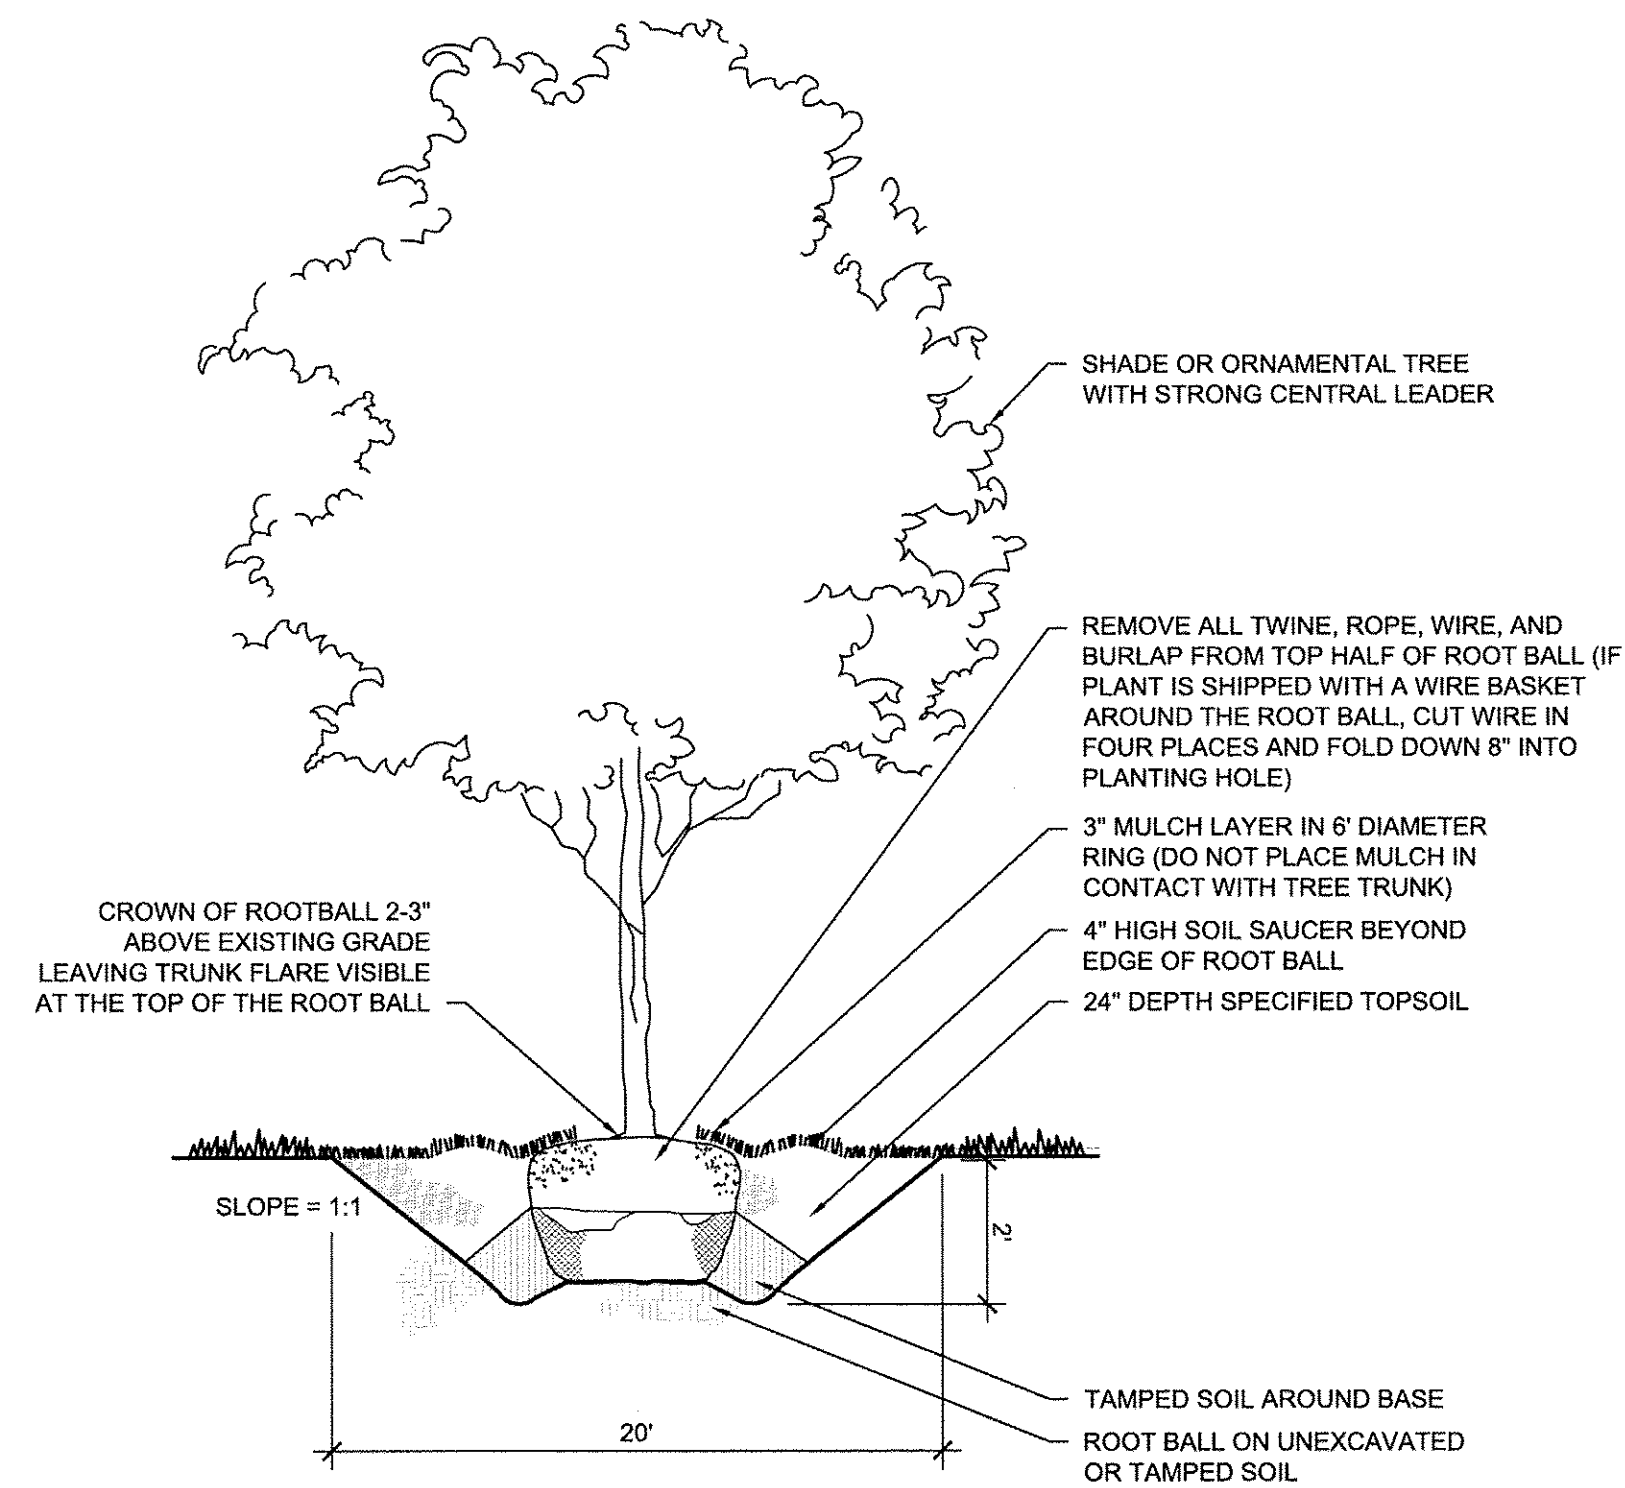 SHADE OR ORNAMENTAL TREE
WITH STRONG CENTRAL LEADER
REMOVE ALL TWINE, ROPE, WIRE, AND
BURLAP FROM TOP HALF OF ROOT BALL (IF
PLANT IS SHIPPED WITH A WIRE BASKET
AROUND THE ROOT BALL, CUT WIRE IN
FOUR PLACES AND FOLD DOWN 8" INTO
PLANTING HOLE)
3" MULCH LAYER IN 6' DIAMETER
RING (DO NOT PLACE MULCH IN
CONTACT WITH TREE TRUNK)
CROWN OF ROOTBALL 2-3"
ABOVE EXISTING GRADE
LEAVING TRUNK FLARE VISIBLE
AT THE TOP OF THE ROOT BALL
4" HIGH SOIL SAUCER BEYOND
EDGE OF ROOT BALL
24" DEPTH SPECIFIED TOPSOIL
SLOPE = 1:1
2'
TAMPED SOIL AROUND BASE
20'
ROOT BALL ON UNEXCAVATED
OR TAMPED SOIL